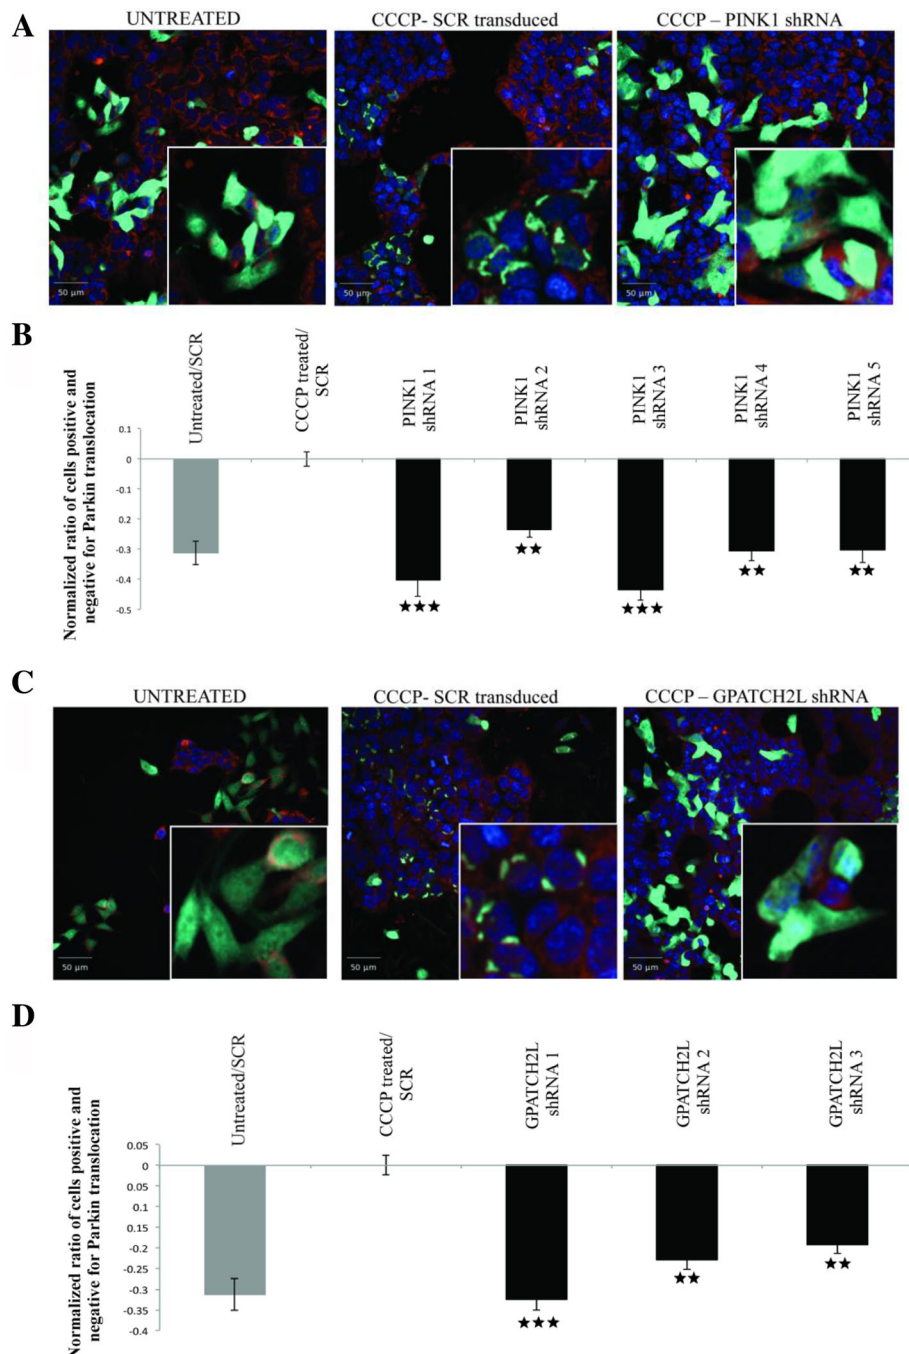 A
UNTREATED
CCCP- SCR transduced
CCCP – PINK1 shRNA
50 µm
50 µm
50 µm
B
Normalized ratio of cells positive and
negative for Parkin translocation
Untreated/SCR
CCCP treated/
SCR
PINK1
shRNA 1
PINK1
shRNA 2
PINK1
shRNA 3
PINK1
shRNA 4
PINK1
shRNA 5
0.1
0
-0.1
0.2
-0.3
-0.4
-0.5
★★★
★★
★★★
★★
★★
C
UNTREATED
CCCP- SCR transduced
CCCP – GPATCH2L shRNA
50 µm
50 µm
50 µm
D
Normalized ratio of cells positive and
negative for Parkin translocation
Untreated/SCR
CCCP treated/
SCR
GPATCH2L
shRNA 1
GPATCH2L
shRNA 2
GPATCH2L
shRNA 3
0.05
0
0.05
-0.1
0.15
-0.2
0.25
-0.3
-0.35
-0.4
★★★
★★
★★